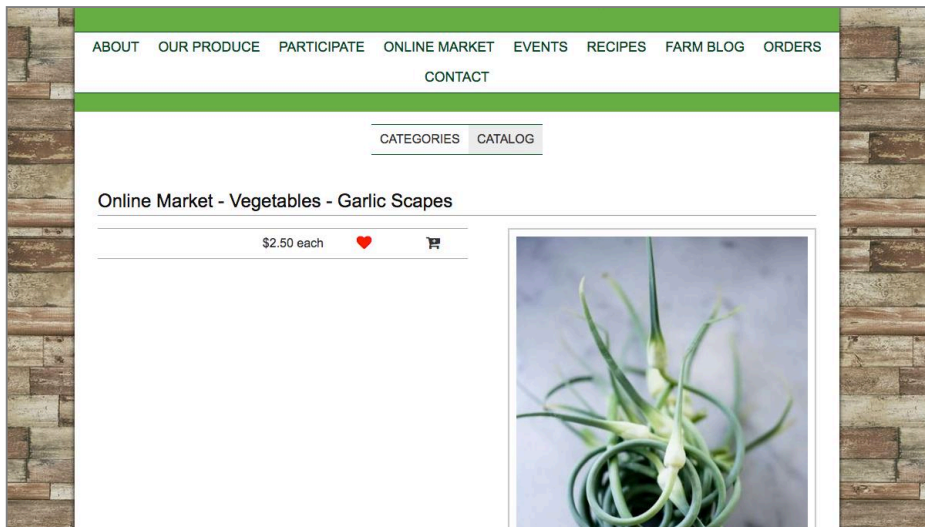 ABOUT OUR PRODUCE PARTICIPATE ONLINE MARKET EVENTS RECIPES FARM BLOG ORDERS
CONTACT
CATEGORIES CATALOG
Online Market - Vegetables - Garlic Scapes
$2.50 each